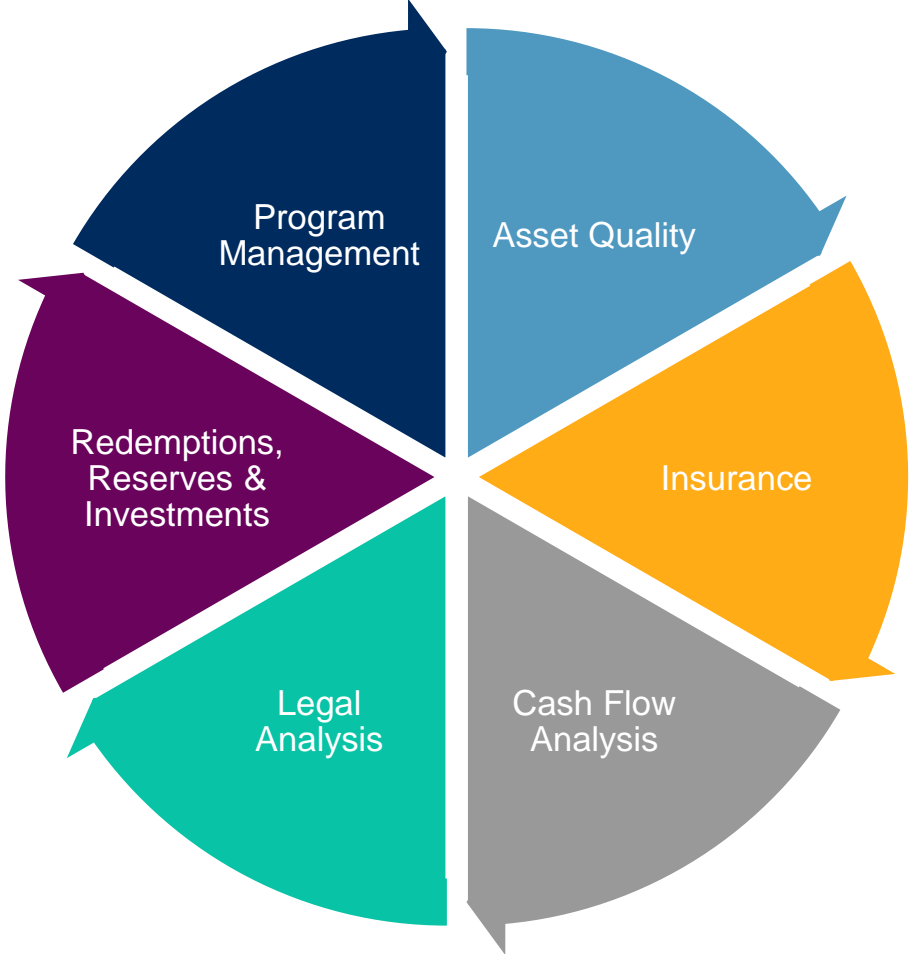 Program
Management
Asset Quality
Redemptions,
Reserves &
Investments
Insurance
Legal
Analysis
Cash Flow
Analysis